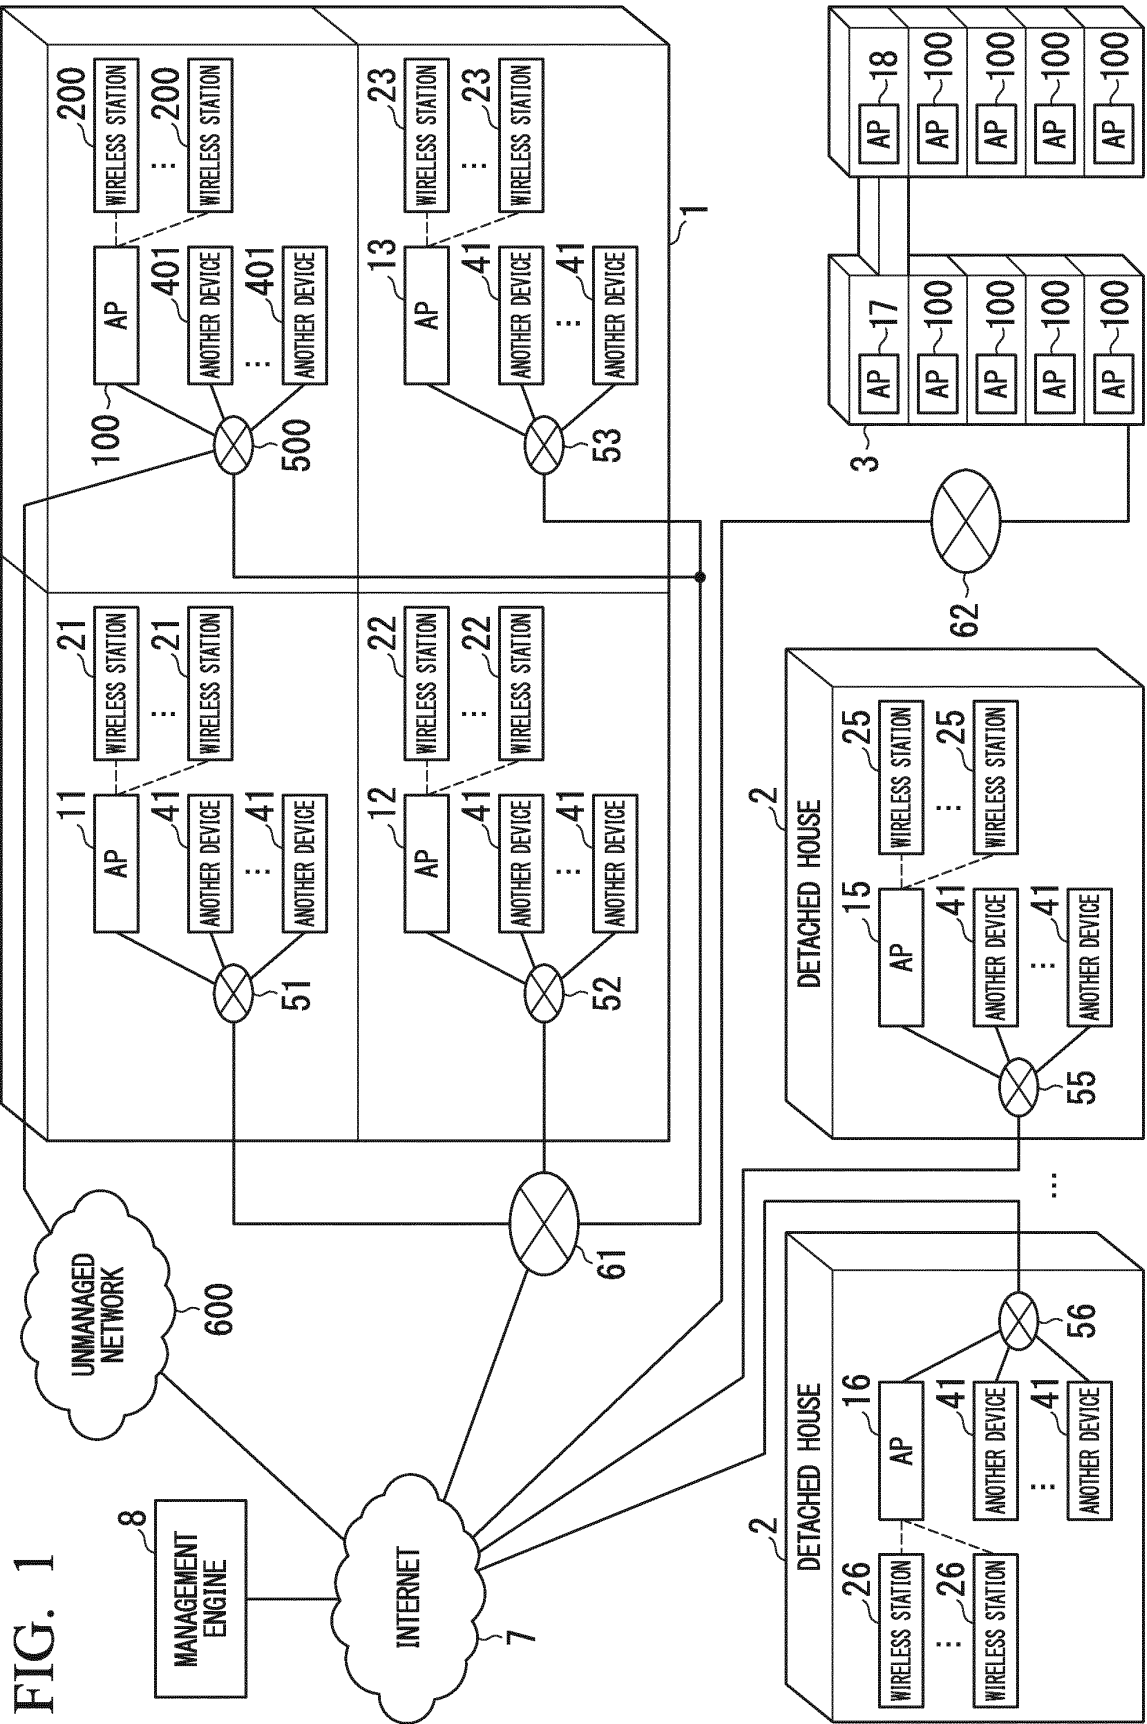 FIG. 1
MANAGEMENT
ENGINE
8
UNMANAGED
NETWORK
600
INTERNET
7
61
1
11
AP
21
WIRELESS STATION
21
WIRELESS STATION
41
ANOTHER DEVICE
41
ANOTHER DEVICE
51
100
AP
200
WIRELESS STATION
200
WIRELESS STATION
401
ANOTHER DEVICE
401
ANOTHER DEVICE
500
12
AP
22
WIRELESS STATION
22
WIRELESS STATION
41
ANOTHER DEVICE
41
ANOTHER DEVICE
52
13
AP
23
WIRELESS STATION
23
WIRELESS STATION
41
ANOTHER DEVICE
41
ANOTHER DEVICE
53
2
DETACHED HOUSE
26
WIRELESS STATION
26
WIRELESS STATION
16
AP
41
ANOTHER DEVICE
41
ANOTHER DEVICE
56
...
2
DETACHED HOUSE
15
AP
25
WIRELESS STATION
25
WIRELESS STATION
41
ANOTHER DEVICE
41
ANOTHER DEVICE
55
62
3
AP 17
AP 100
AP 100
AP 100
AP 100
AP 18
AP 100
AP 100
AP 100
AP 100